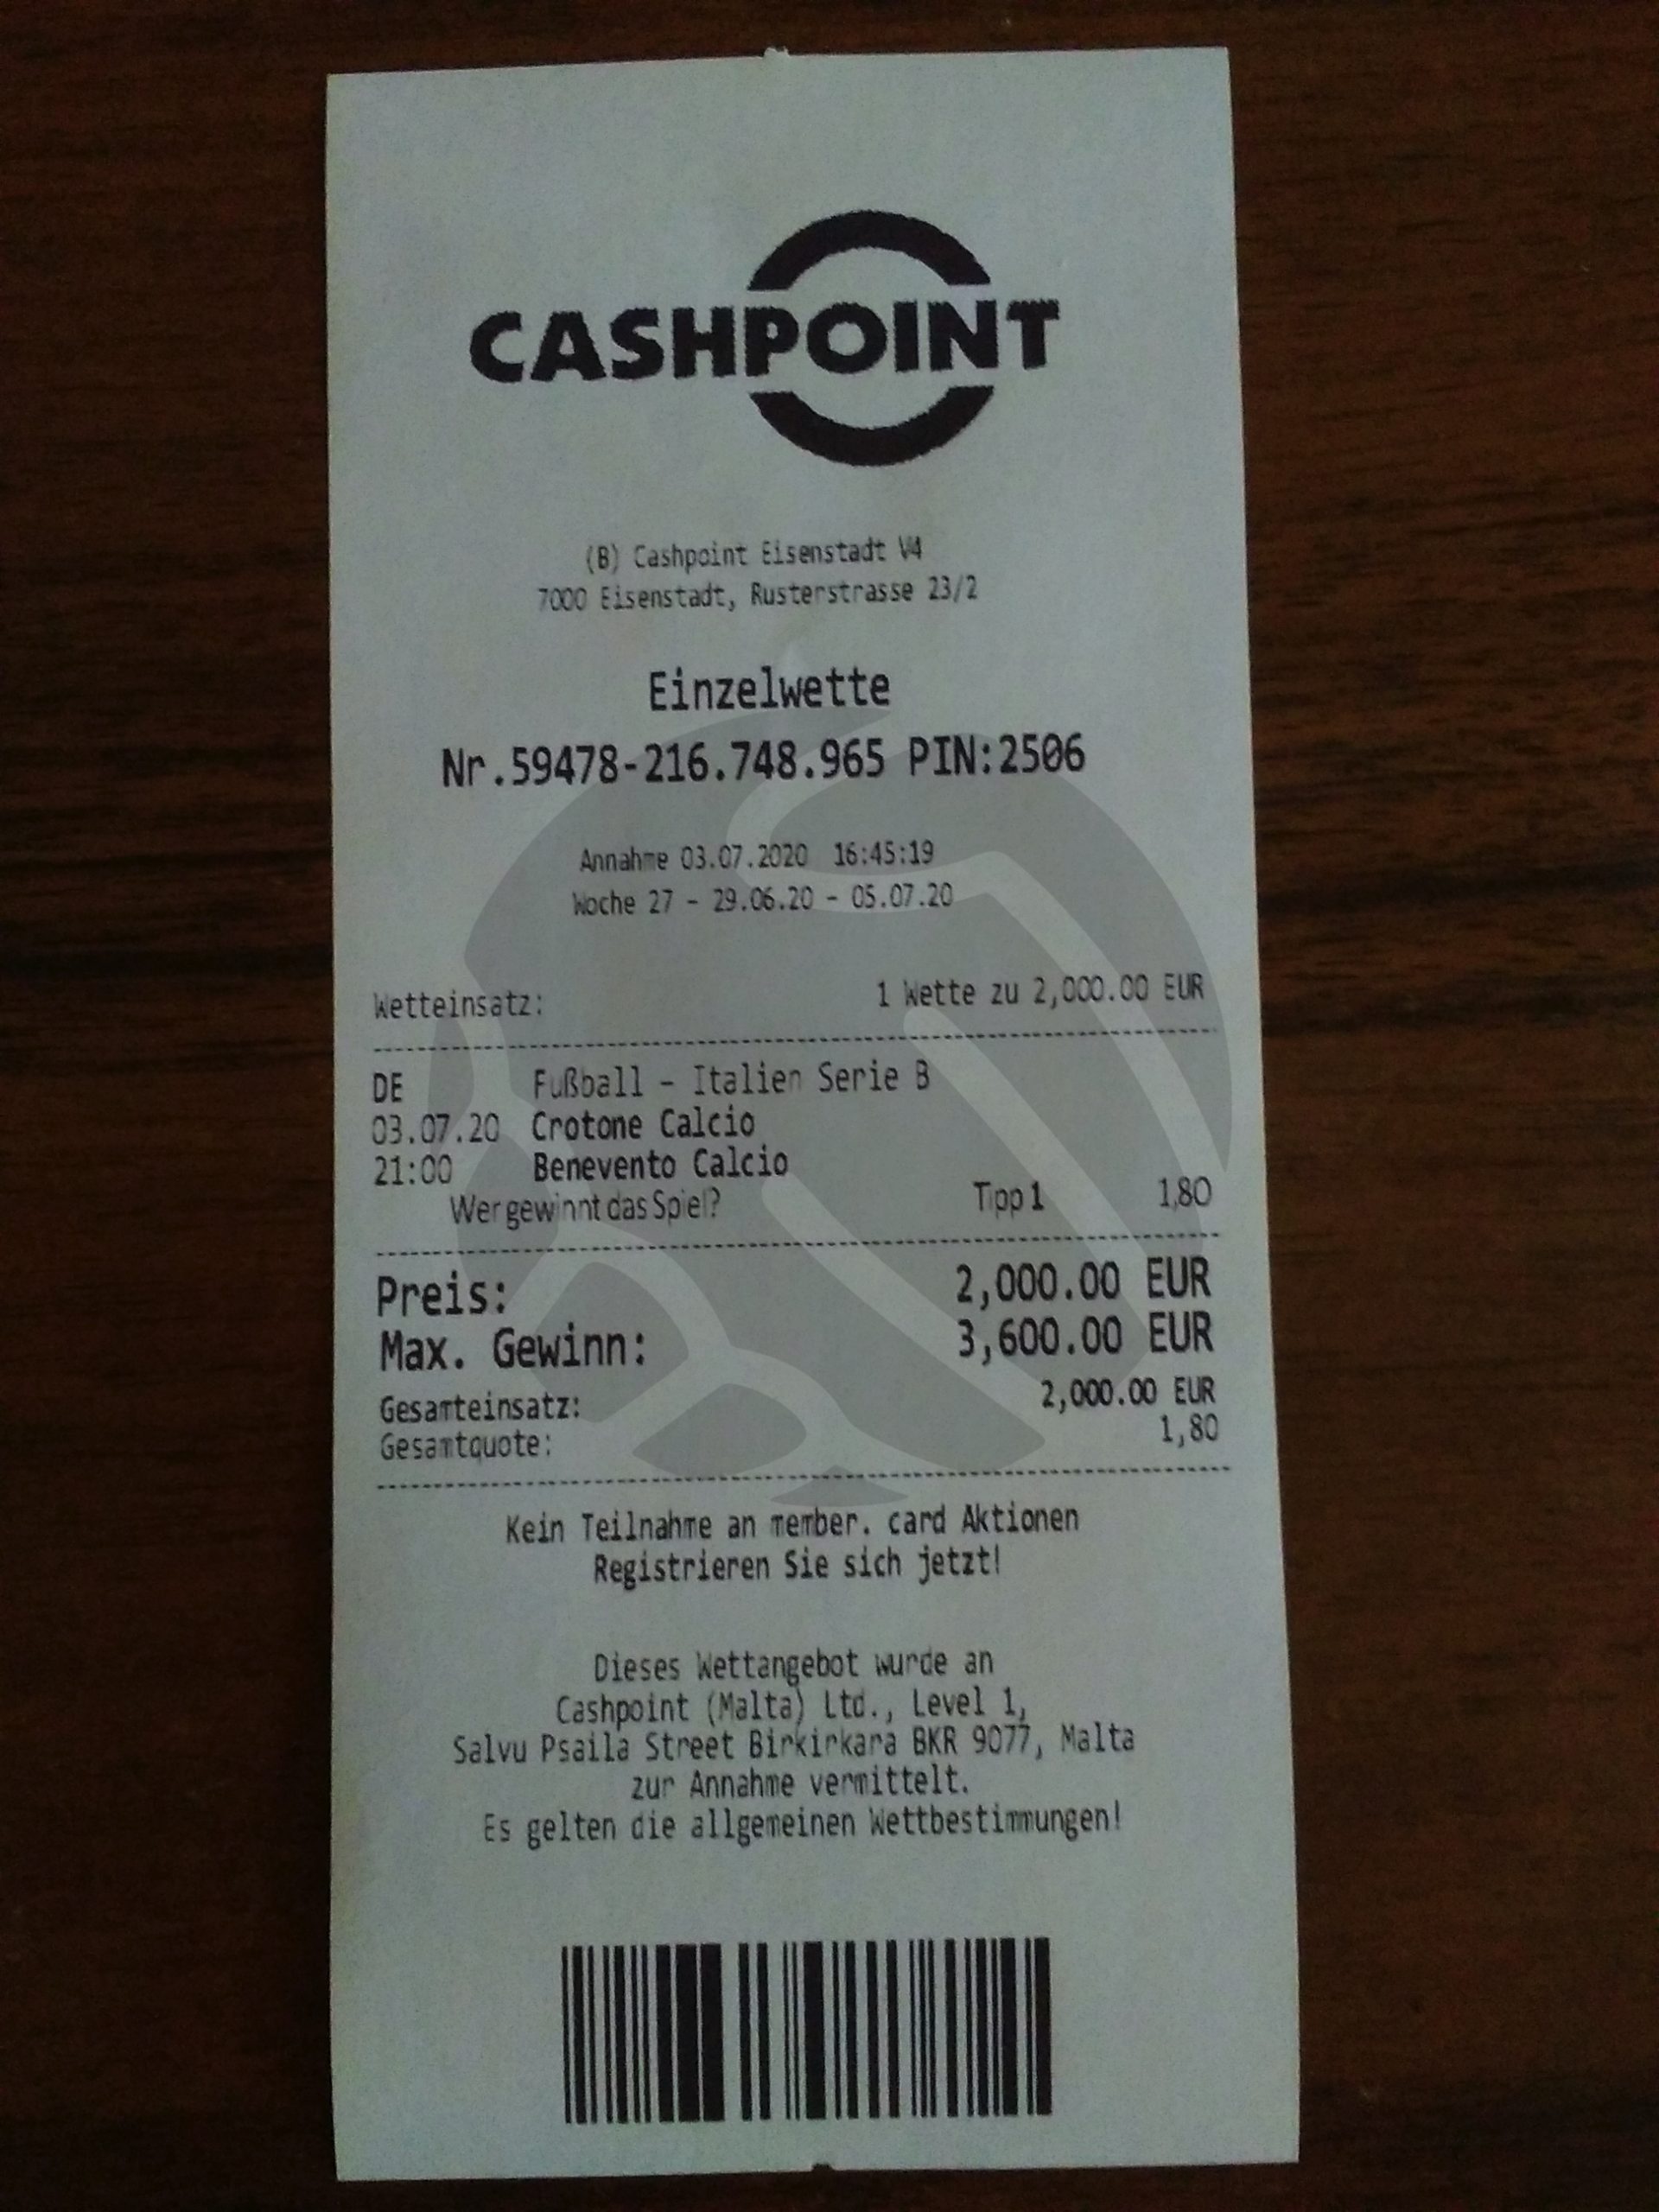 CASHPOINT
(B) Cashpoint Eisenstadt V4
7000 Eisenstadt, Rusterstrasse 23/2
Einzelwette
Nr.59478-216.748.965 PIN:2506
Annahme 03.07.2020 16:45:19
Woche 27 - 29.06.20 - 05.07.20
Wetteinsatz: 1 Wette zu 2,000.00 EUR
DE Fußball - Italien Serie B
03.07.20 Crotone Calcio
21:00 Benevento Calcio
Wer gewinnt das Spiel? Tipp 1 1,80
Preis: 2,000.00 EUR
Max. Gewinn: 3,600.00 EUR
Gesamteinsatz: 2,000.00 EUR
Gesamtquote: 1,80
Kein Teilnahme an member. card Aktionen
Registrieren Sie sich jetzt!
Dieses Wettangebot wurde an
Cashpoint (Malta) Ltd., Level 1,
Salvu Psaila Street Birkirkara BKR 9077, Malta
zur Annahme vermittelt.
Es gelten die allgemeinen Wettbestimmungen!